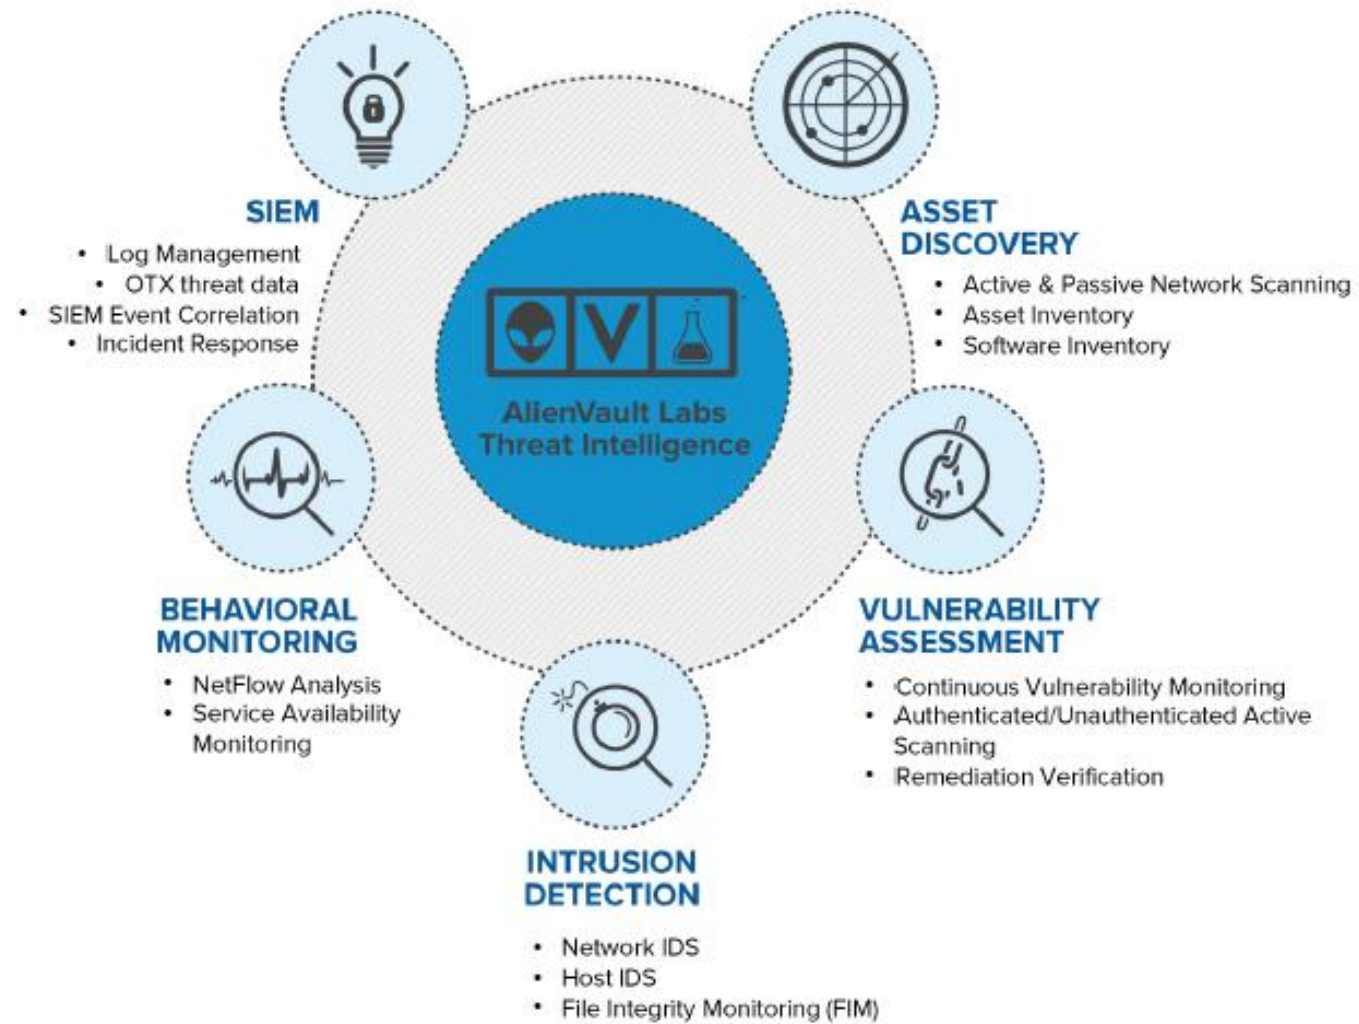 SIEM
• Log Management
• OTX threat data
• SIEM Event Correlation
• Incident Response
ASSET
DISCOVERY
• Active & Passive Network Scanning
• Asset Inventory
• Software Inventory
V
AlienVault Labs
Threat Intelligence
BEHAVIORAL
MONITORING
• NetFlow Analysis
• Service Availability
Monitoring
VULNERABILITY
ASSESSMENT
• Continuous Vulnerability Monitoring
• Authenticated/Unauthenticated Active
Scanning
• Remediation Verification
INTRUSION
DETECTION
• Network IDS
• Host IDS
• File Integrity Monitoring (FIM)